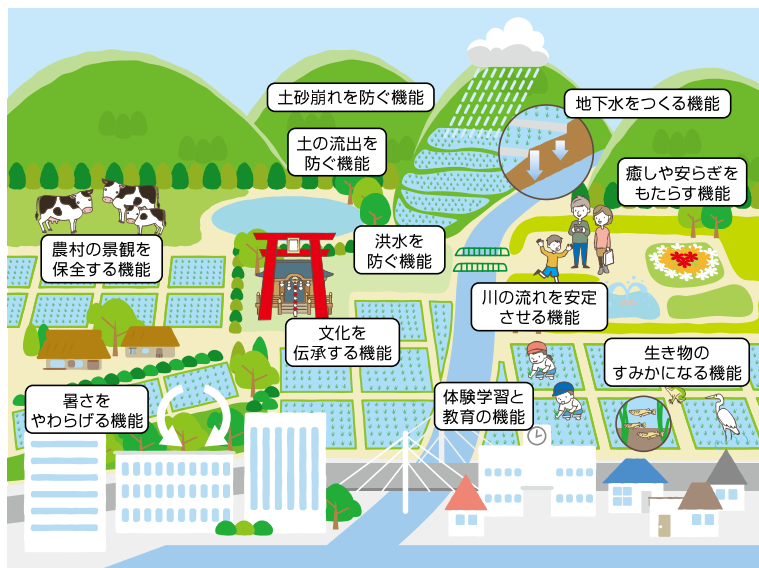 土砂崩れを防ぐ機能
地下水をつくる機能
土の流出を
防ぐ機能
癒しや安らぎを
もたらす機能
農村の景観を
保全する機能
洪水を
防ぐ機能
川の流れを安定
させる機能
文化を
伝承する機能
生き物の
すみかになる機能
暑さを
やわらげる機能
体験学習と
教育の機能